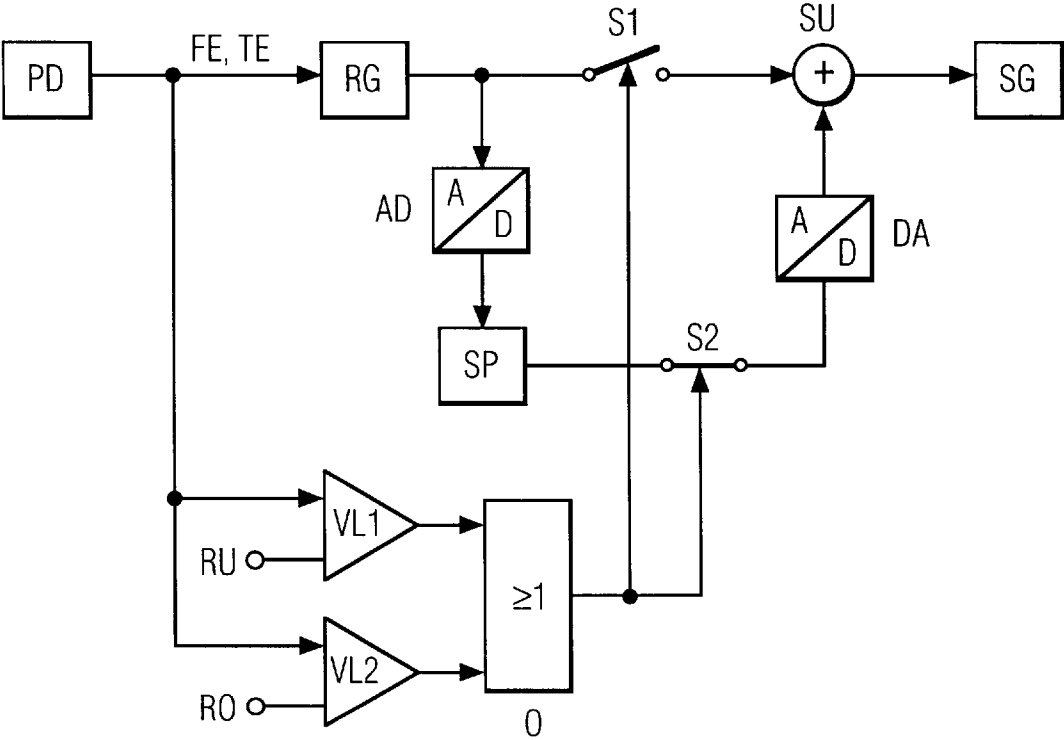 S1
SU
FE, TE
PD
RG
+
SG
A
D
AD
A
D
DA
SP
S2
VL1
RU
≥1
VL2
RO
O